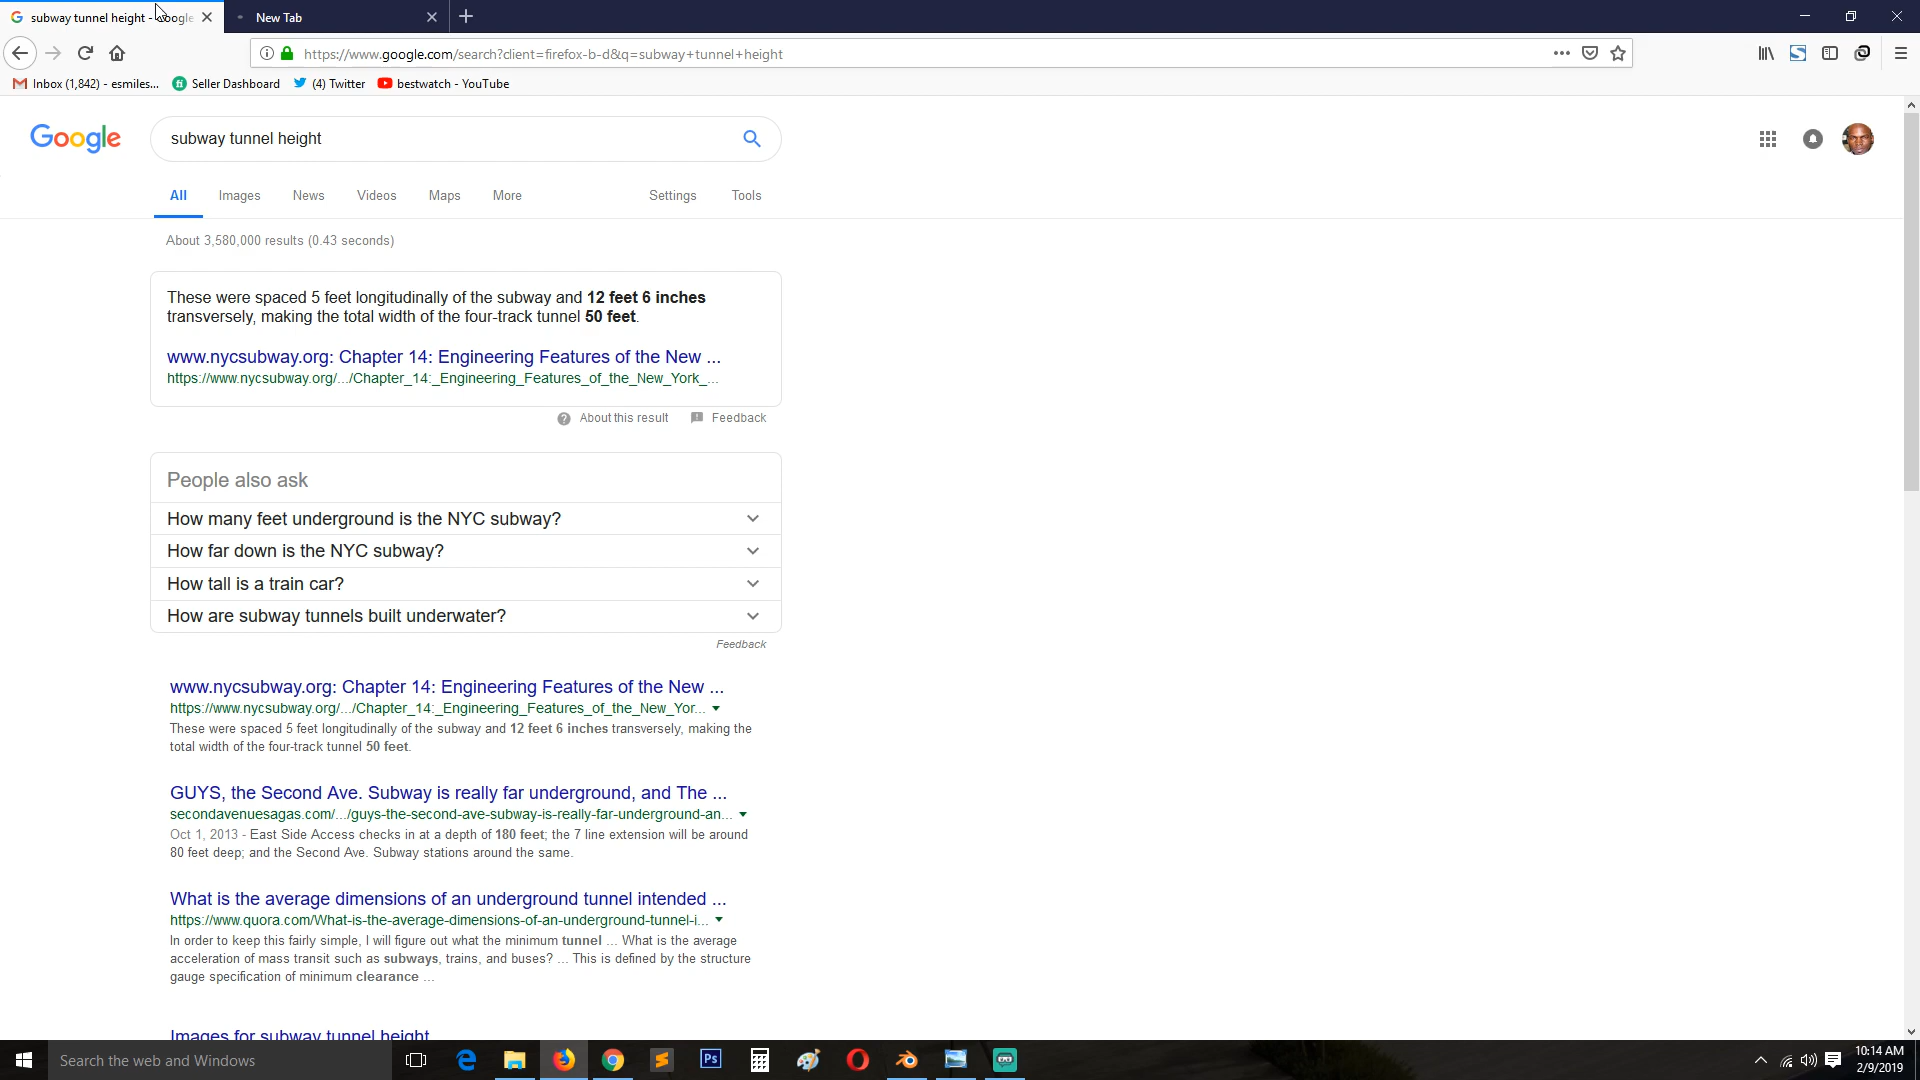 subway tunnel height - Google
New Tab
https://www.google.com/search?client=firefox-b-d&q=subway+tunnel+height
Inbox (1,842) - esmiles...
Seller Dashboard
(4) Twitter
bestwatch - YouTube
Google
subway tunnel height
All
Images
News
Videos
Maps
More
Settings
Tools
About 3,580,000 results (0.43 seconds)
These were spaced 5 feet longitudinally of the subway and 12 feet 6 inches
transversely, making the total width of the four-track tunnel 50 feet.
www.nycsubway.org: Chapter 14: Engineering Features of the New ...
https://www.nycsubway.org/.../Chapter_14:_Engineering_Features_of_the_New_York_...
About this result
Feedback
People also ask
How many feet underground is the NYC subway?
How far down is the NYC subway?
How tall is a train car?
How are subway tunnels built underwater?
Feedback
www.nycsubway.org: Chapter 14: Engineering Features of the New ...
https://www.nycsubway.org/.../Chapter_14:_Engineering_Features_of_the_New_Yor...
These were spaced 5 feet longitudinally of the subway and 12 feet 6 inches transversely, making the
total width of the four-track tunnel 50 feet.
GUYS, the Second Ave. Subway is really far underground, and The ...
secondavenuesagas.com/.../guys-the-second-ave-subway-is-really-far-underground-an...
Oct 1, 2013 - East Side Access checks in at a depth of 180 feet; the 7 line extension will be around
80 feet deep; and the Second Ave. Subway stations around the same.
What is the average dimensions of an underground tunnel intended ...
https://www.quora.com/What-is-the-average-dimensions-of-an-underground-tunnel-i...
In order to keep this fairly simple, I will figure out what the minimum tunnel ... What is the average
acceleration of mass transit such as subways, trains, and buses? ... This is defined by the structure
gauge specification of minimum clearance ...
Images for subway tunnel height
Search the web and Windows
Ps
10:14 AM
2/9/2019